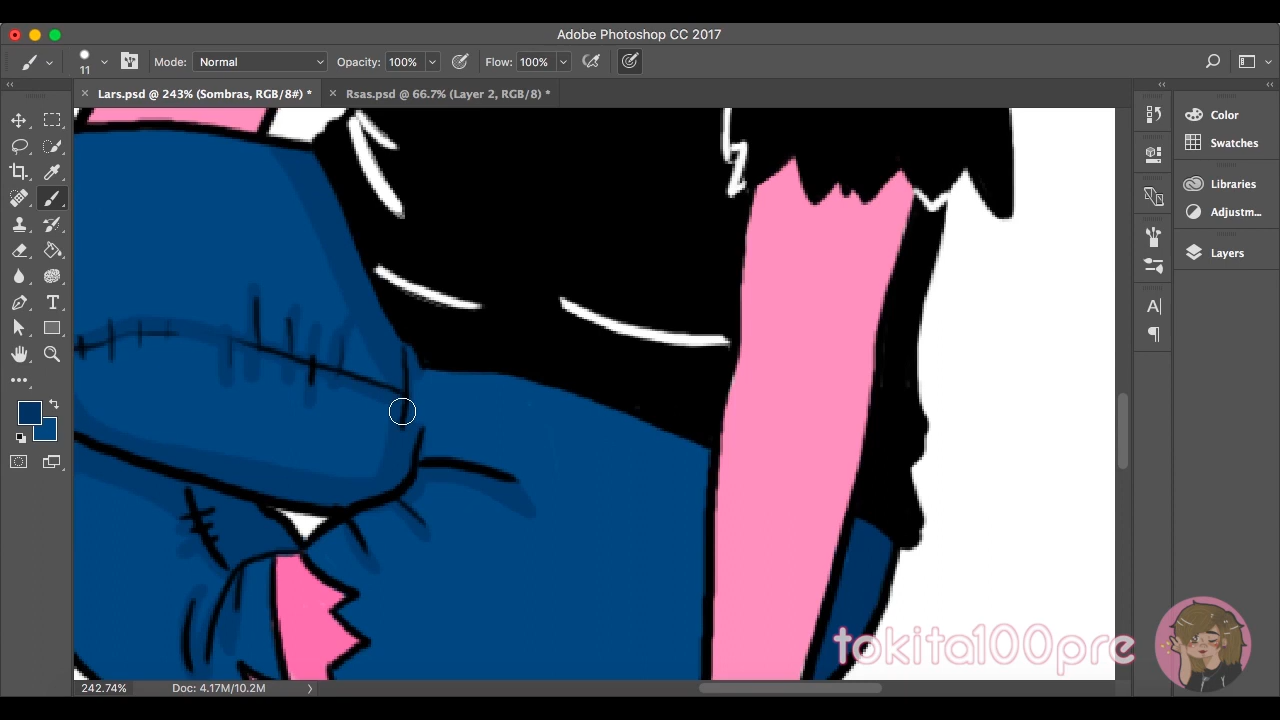 Adobe Photoshop CC 2017
11 Mode: Normal Opacity: 100% Flow: 100%
× Lars.psd @ 243% (Sombras, RGB/8#) * × Rsas.psd @ 66.7% (Layer 2, RGB/8) *
Color
Swatches
Libraries
Adjustm...
Layers
tokita100pre
242.74% Doc: 4.17M/10.2M